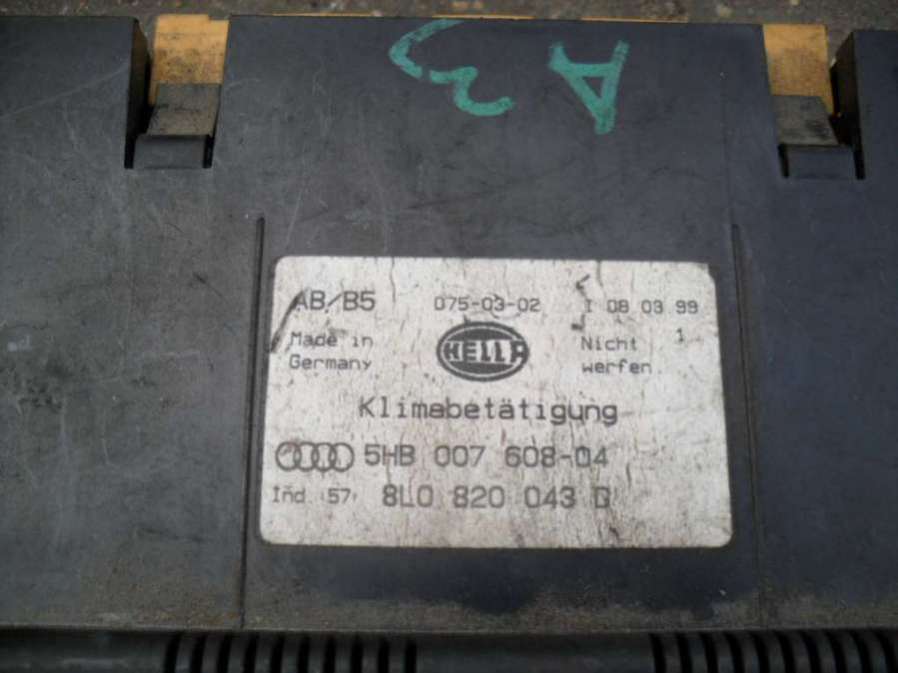 A3
AB/B5 075-03-02 I 08 03 99
Made in Nicht 1
Germany HELLA werfen
Klimabetätigung
5HB 007 608-04
Ind (57) 8L0 820 043 D